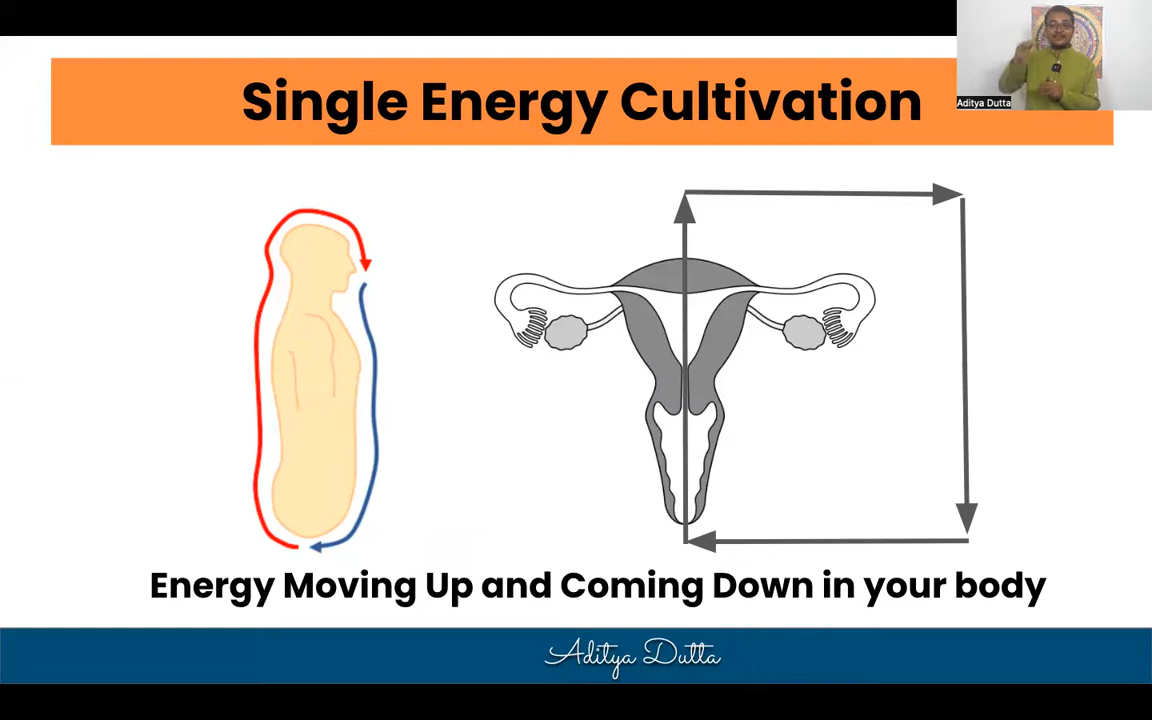 Single Energy Cultivation
Aditya Dutta
Energy Moving Up and Coming Down in your body
Aditya Dutta